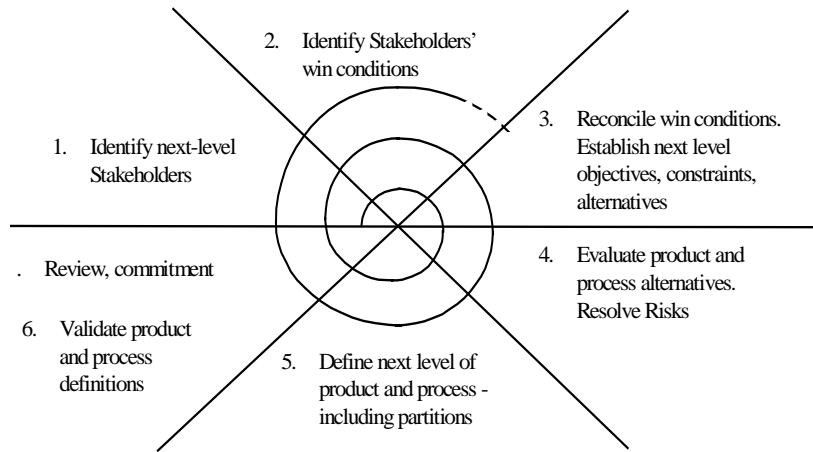 2. Identify Stakeholders'
win conditions
1. Identify next-level
Stakeholders
3. Reconcile win conditions.
Establish next level
objectives, constraints,
alternatives
. Review, commitment
4. Evaluate product and
process alternatives.
Resolve Risks
6. Validate product
and process
definitions
5. Define next level of
product and process -
including partitions